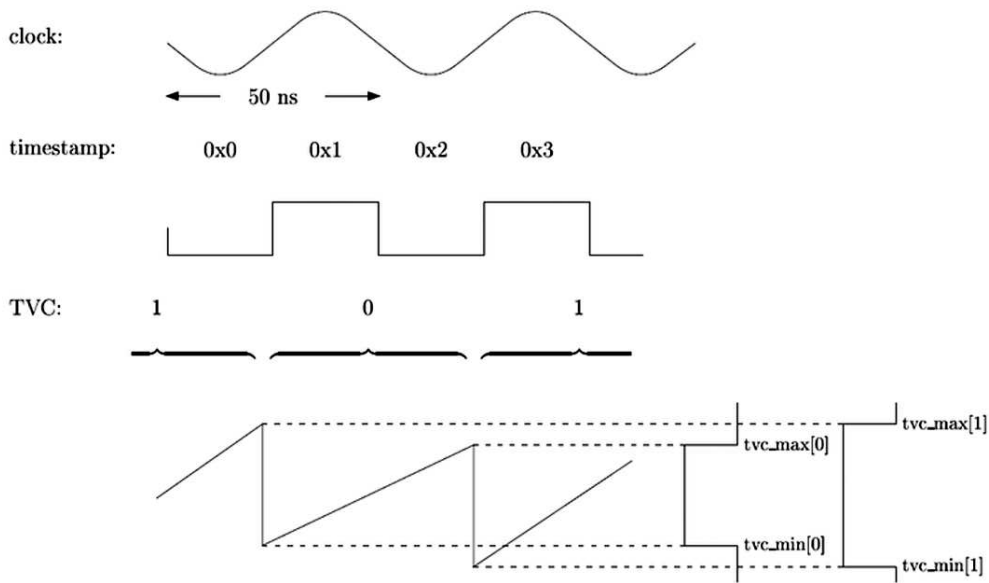 clock:
50 ns
timestamp: 0x0 0x1 0x2 0x3
TVC: 1 0 1
tvc_max[1]
tvc_max[0]
tvc_min[0]
tvc_min[1]